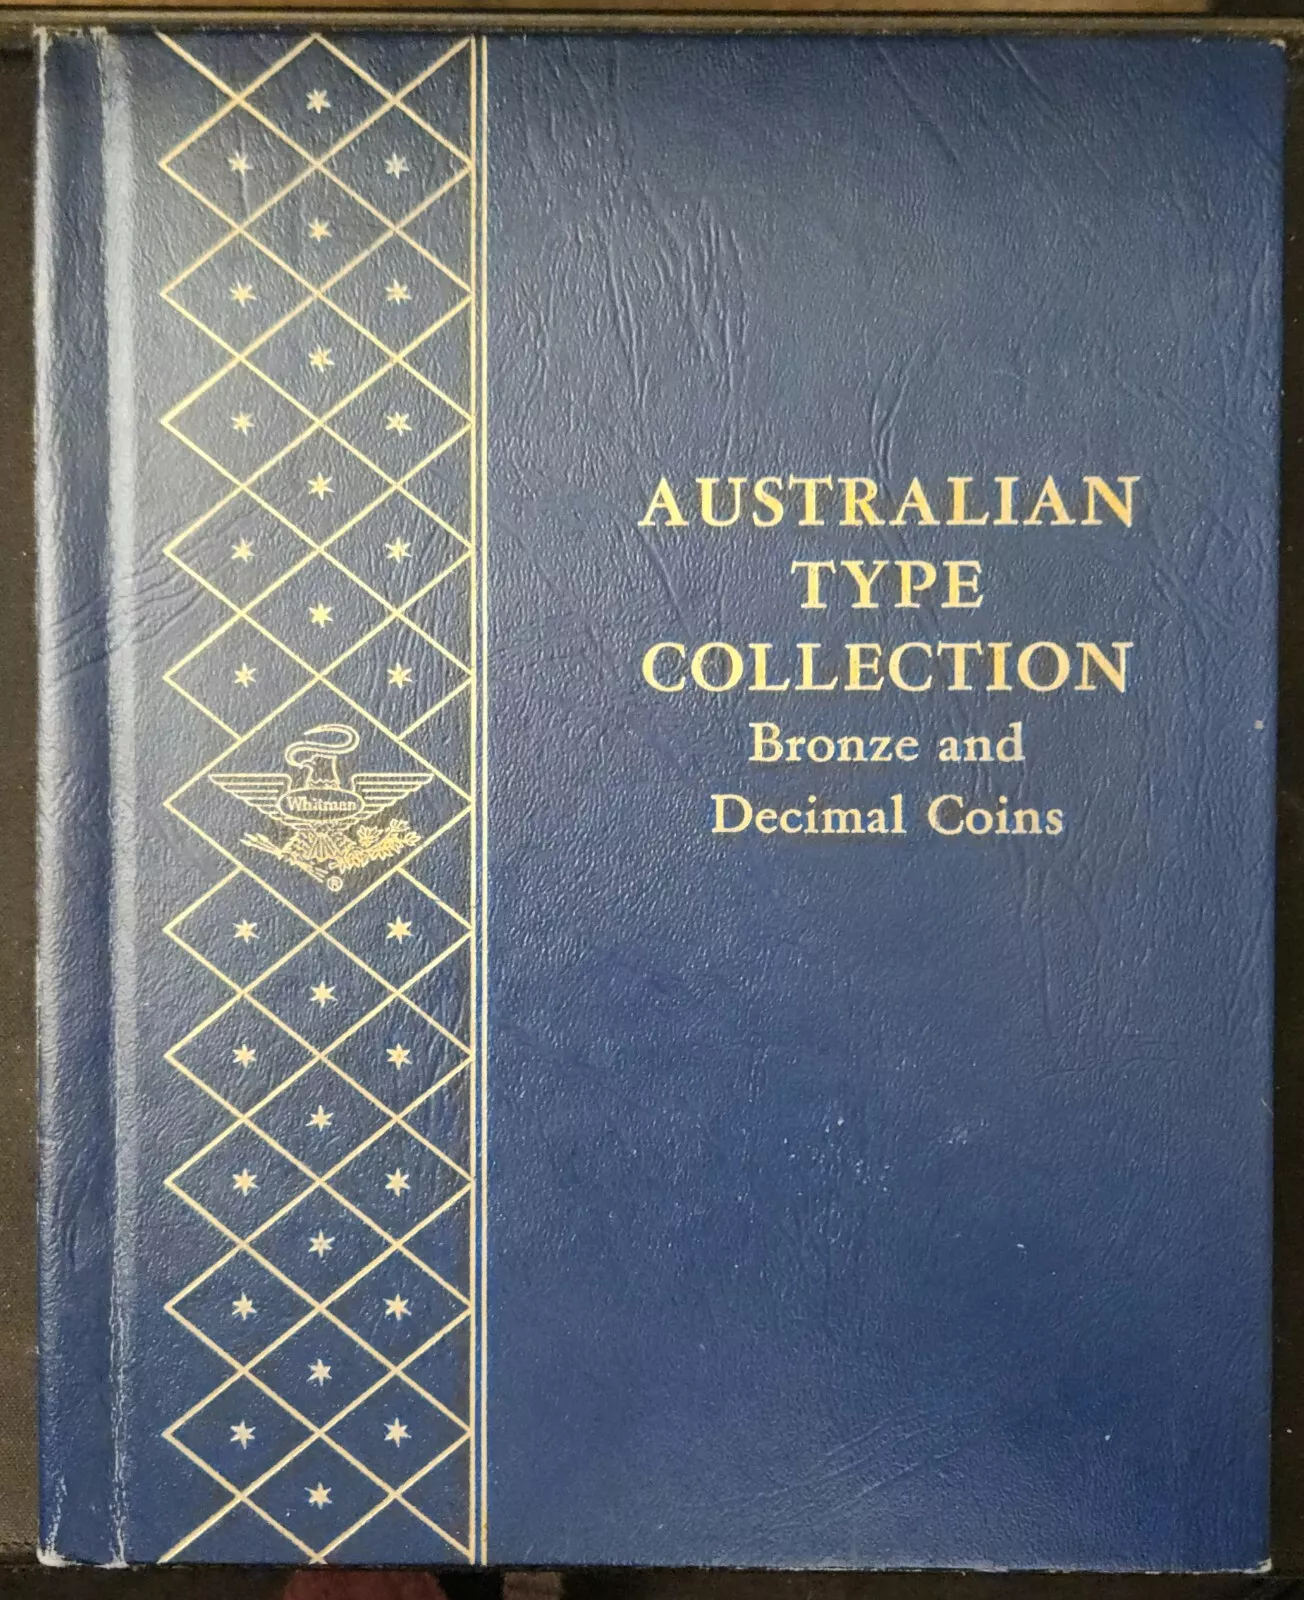 AUSTRALIAN
TYPE
COLLECTION
Bronze and
Decimal Coins
Whitman
®